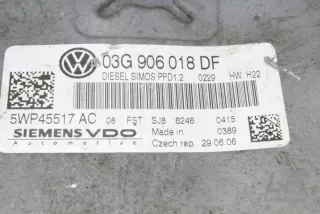 03G 906 018 DF
DIESEL SIMOS PPD1.2 0229 HW H22
5WP45517 AC 08 FST SJ8 6246 0415
SIEMENS VDO Made in 0389
Automotive Czech rep. 29.06.06